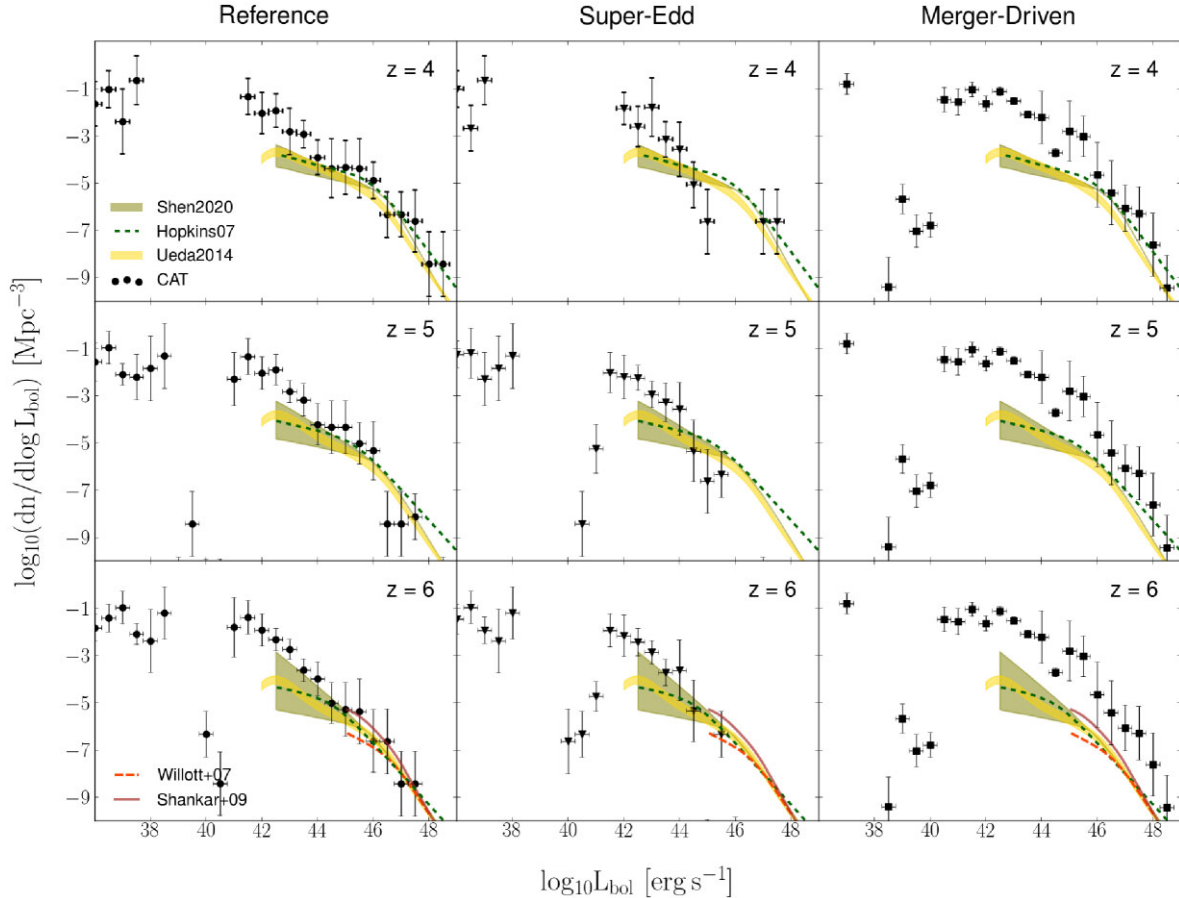 Reference Super-Edd Merger-Driven
z = 4 z = 4 z = 4
-1
-3
-5
-7
-9
Shen2020
Hopkins07
Ueda2014
CAT
z = 5 z = 5 z = 5
-1
-3
-5
-7
-9
log₁₀(dn/dlog L_bol) [Mpc⁻³]
z = 6 z = 6 z = 6
-1
-3
-5
-7
-9
Willott+07
Shankar+09
38 40 42 44 46 48 38 40 42 44 46 48 38 40 42 44 46 48
log₁₀L_bol [erg s⁻¹]